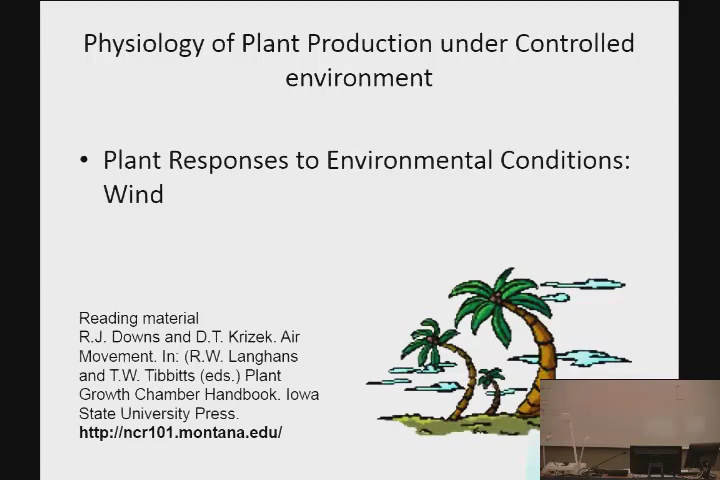 Physiology of Plant Production under Controlled
environment
• Plant Responses to Environmental Conditions:
Wind
Reading material
R.J. Downs and D.T. Krizek. Air
Movement. In: (R.W. Langhans
and T.W. Tibbitts (eds.) Plant
Growth Chamber Handbook. Iowa
State University Press.
http://ncr101.montana.edu/